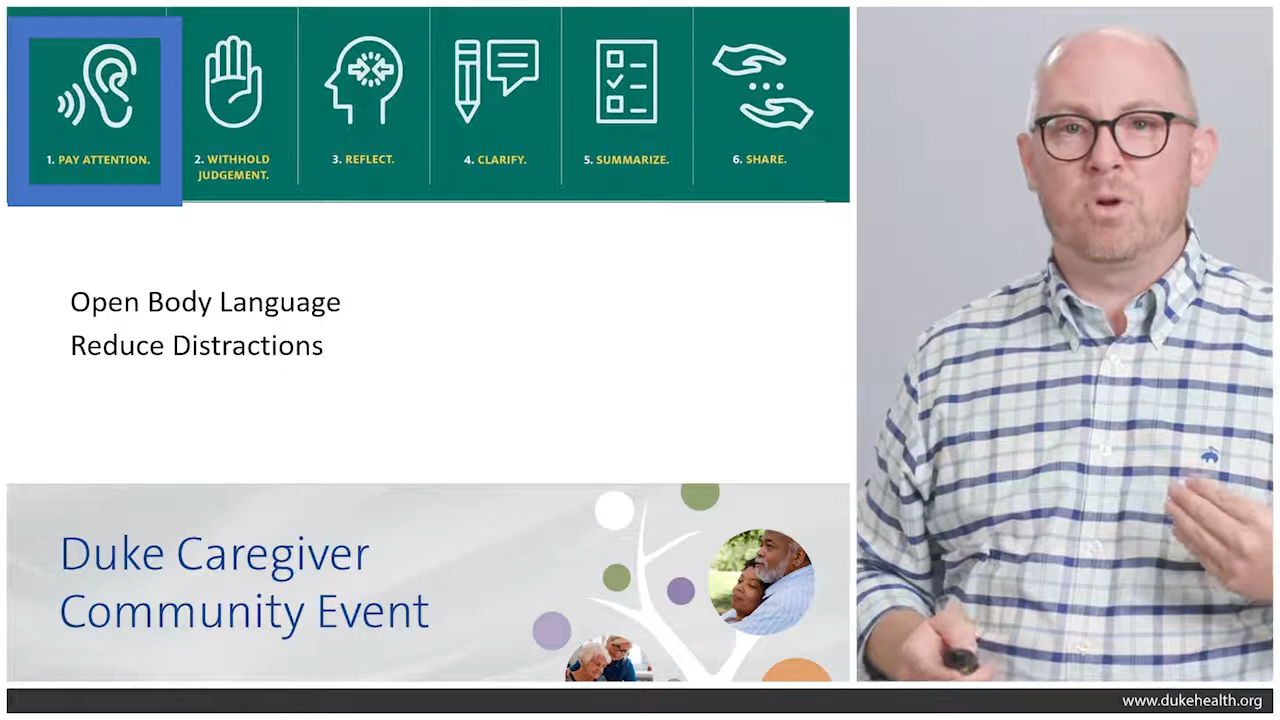 1. PAY ATTENTION.
2. WITHHOLD
JUDGEMENT.
3. REFLECT.
4. CLARIFY.
5. SUMMARIZE.
6. SHARE.
Open Body Language
Reduce Distractions
Duke Caregiver
Community Event
www.dukehealth.org